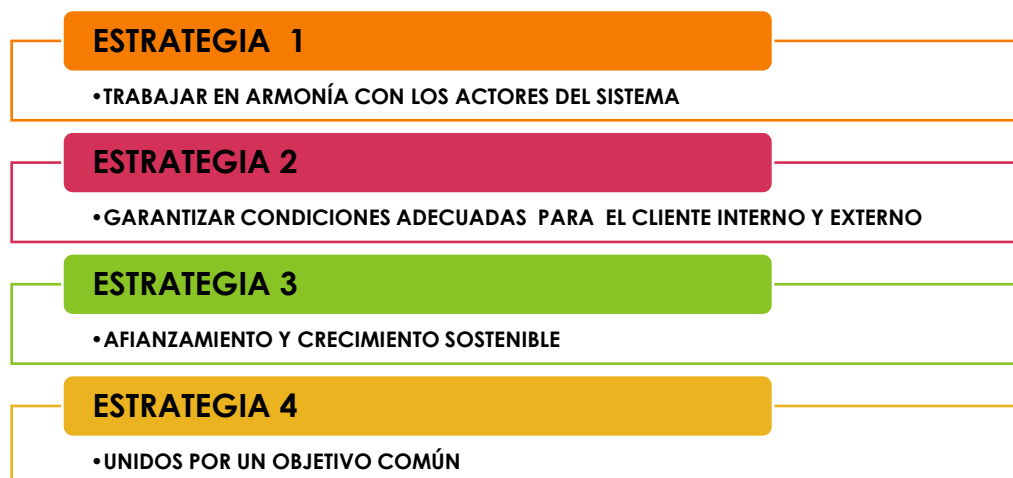 ESTRATEGIA 1
•TRABAJAR EN ARMONÍA CON LOS ACTORES DEL SISTEMA
ESTRATEGIA 2
•GARANTIZAR CONDICIONES ADECUADAS PARA EL CLIENTE INTERNO Y EXTERNO
ESTRATEGIA 3
•AFIANZAMIENTO Y CRECIMIENTO SOSTENIBLE
ESTRATEGIA 4
•UNIDOS POR UN OBJETIVO COMÚN